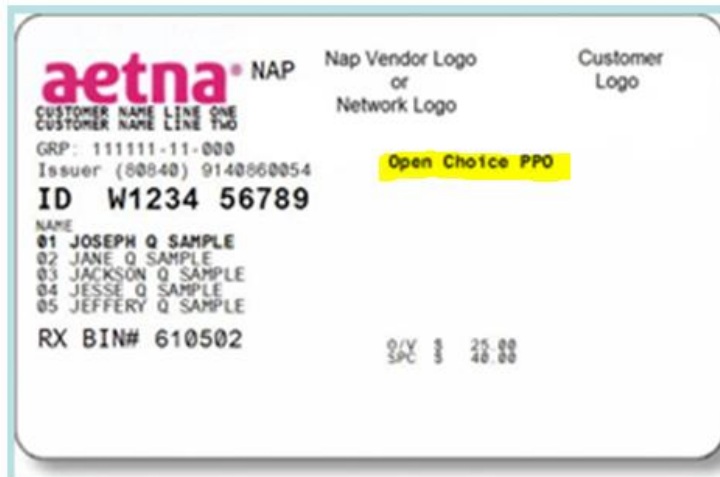 aetna® NAP
Nap Vendor Logo
or
Network Logo
Customer
Logo
CUSTOMER NAME LINE ONE
CUSTOMER NAME LINE TWO
GRP: 111111-11-000
Issuer (80840) 9140860054
Open Choice PPO
ID W1234 56789
NAME
01 JOSEPH Q SAMPLE
02 JANE Q SAMPLE
03 JACKSON Q SAMPLE
04 JESSE Q SAMPLE
05 JEFFERY Q SAMPLE
RX BIN# 610502
O/V $ 25.00
SPC $ 40.00